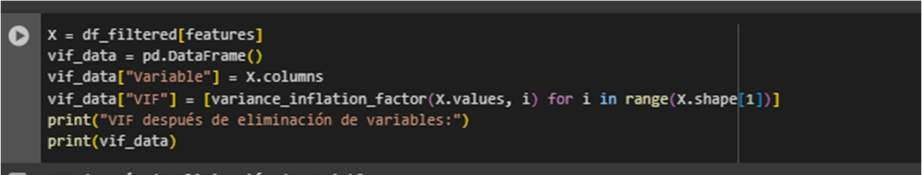 X = df_filtered[features]
vif_data = pd.DataFrame()
vif_data["Variable"] = X.columns
vif_data["VIF"] = [variance_inflation_factor(X.values, i) for i in range(X.shape[1])]
print("VIF después de eliminación de variables:")
print(vif_data)